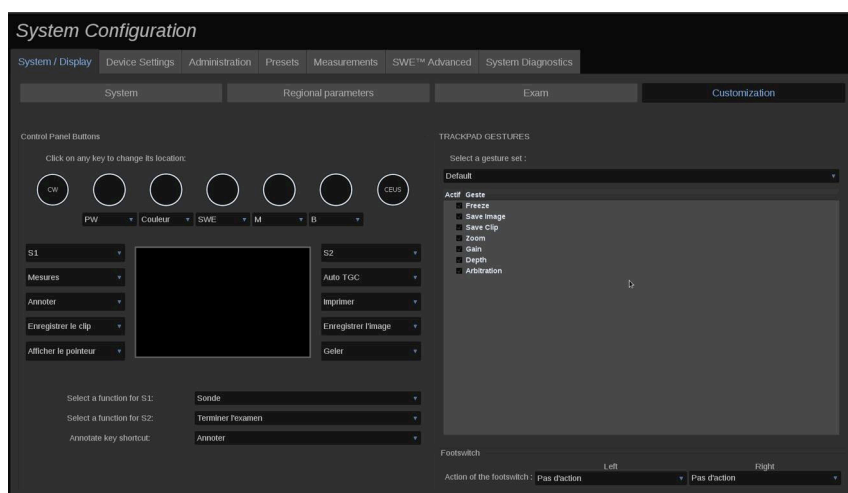 System Configuration
System / Display Device Settings Administration Presets Measurements SWE™ Advanced System Diagnostics
System Regional parameters Exam Customization
Control Panel Buttons
Click on any key to change its location:
CW CEUS
PW Couleur SWE M B
S1 S2
Mesures Auto TGC
Annoter Imprimer
Enregistrer le clip Enregistrer l'image
Afficher le pointeur Geler
Select a function for S1: Sonde
Select a function for S2: Terminer l'examen
Annotate key shortcut: Annoter
TRACKPAD GESTURES
Select a gesture set :
Default
Actif Geste
Freeze
Save Image
Save Clip
Zoom
Gain
Depth
Arbitration
Footswitch
Left Right
Action of the footswitch : Pas d'action Pas d'action